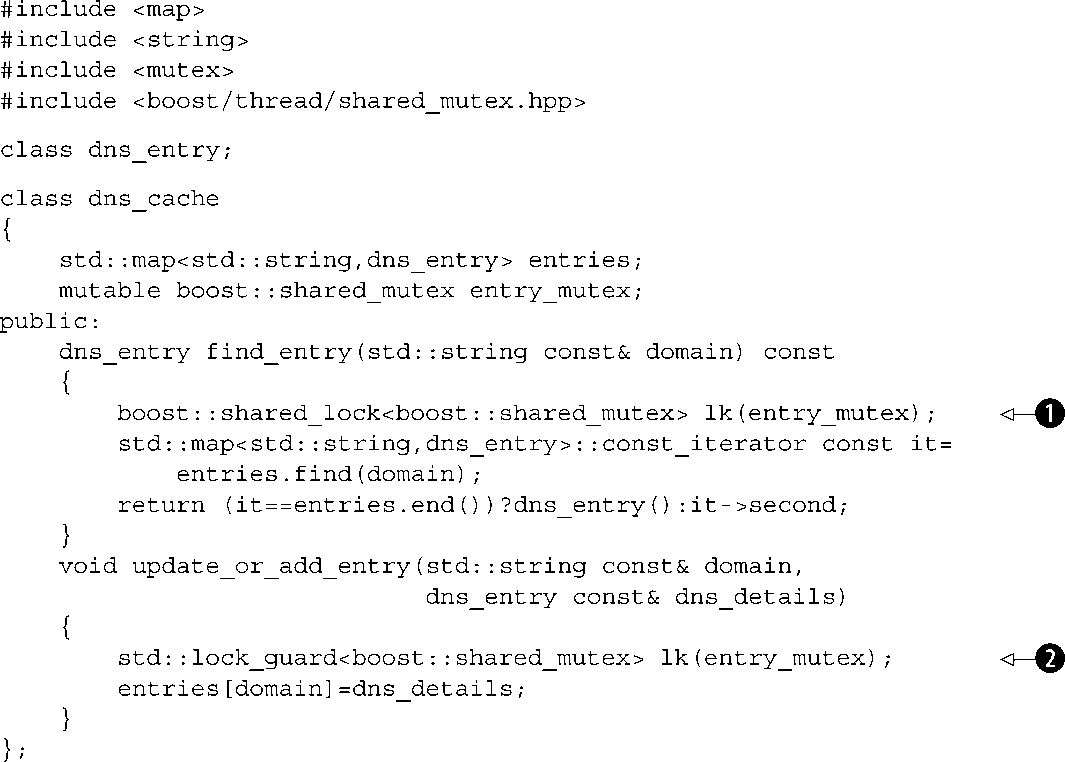 #include <map>
#include <string>
#include <mutex>
#include <boost/thread/shared_mutex.hpp>
class dns_entry;
class dns_cache
{
    std::map<std::string,dns_entry> entries;
    mutable boost::shared_mutex entry_mutex;
public:
    dns_entry find_entry(std::string const& domain) const
    {
        boost::shared_lock<boost::shared_mutex> lk(entry_mutex); 1
        std::map<std::string,dns_entry>::const_iterator const it=
            entries.find(domain);
        return (it==entries.end())?dns_entry():it->second;
    }
    void update_or_add_entry(std::string const& domain,
                             dns_entry const& dns_details)
    {
        std::lock_guard<boost::shared_mutex> lk(entry_mutex); 2
        entries[domain]=dns_details;
    }
};